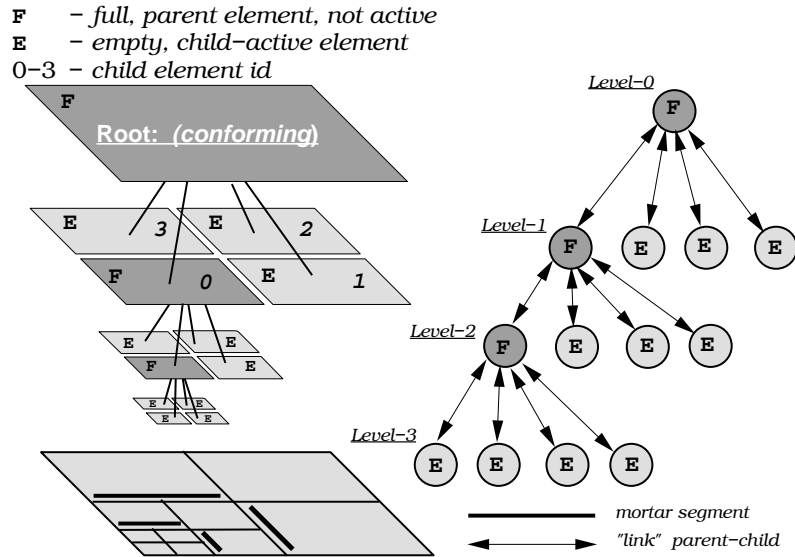 F – full, parent element, not active
E – empty, child–active element
0–3 – child element id
F
Root: (conforming)
E 3 E 2
F 0 E 1
E E
F E
E E
E E
Level–0
F
Level–1
F E E E
Level–2
F E E E
Level–3
E E E E
mortar segment
"link" parent–child